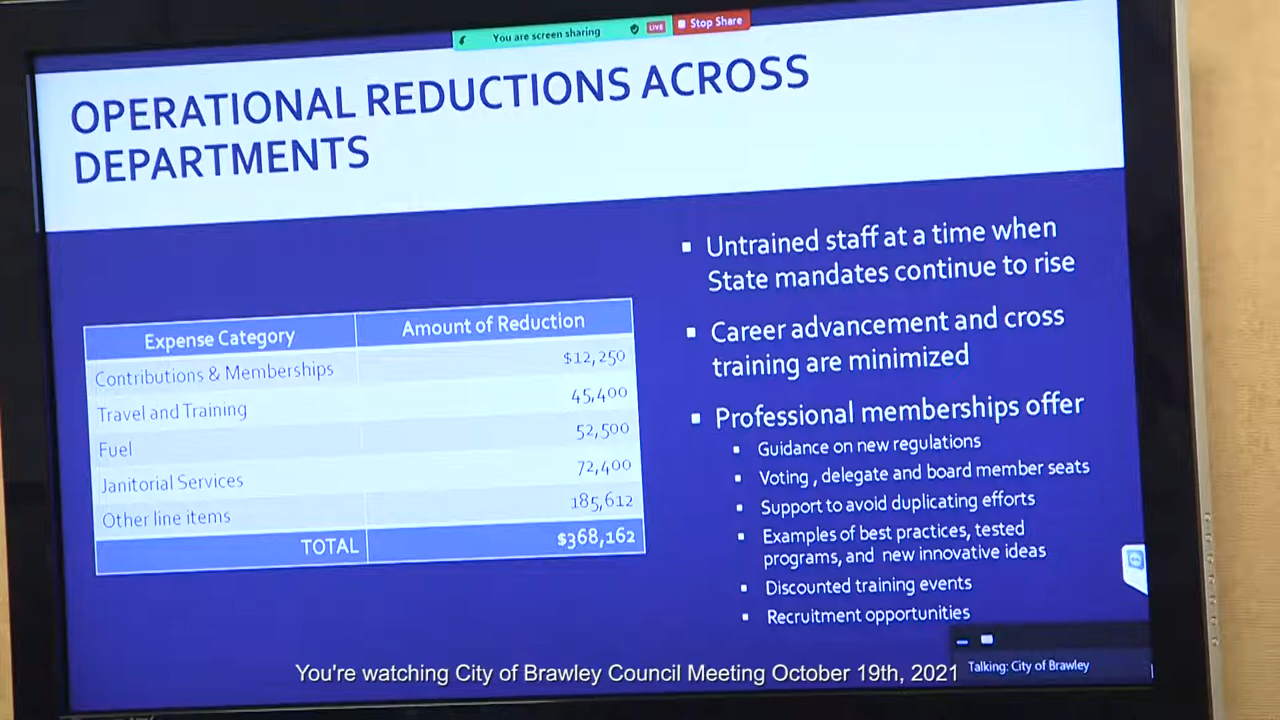 You are screen sharing LIVE Stop Share
OPERATIONAL REDUCTIONS ACROSS
DEPARTMENTS
Expense Category Amount of Reduction
Contributions & Memberships $12,250
Travel and Training 45,400
Fuel 52,500
Janitorial Services 72,400
Other line items 185,612
TOTAL $368,162
Untrained staff at a time when
State mandates continue to rise
Career advancement and cross
training are minimized
Professional memberships offer
Guidance on new regulations
Voting , delegate and board member seats
Support to avoid duplicating efforts
Examples of best practices, tested
programs, and new innovative ideas
Discounted training events
Recruitment opportunities
Talking: City of Brawley
You're watching City of Brawley Council Meeting October 19th, 2021